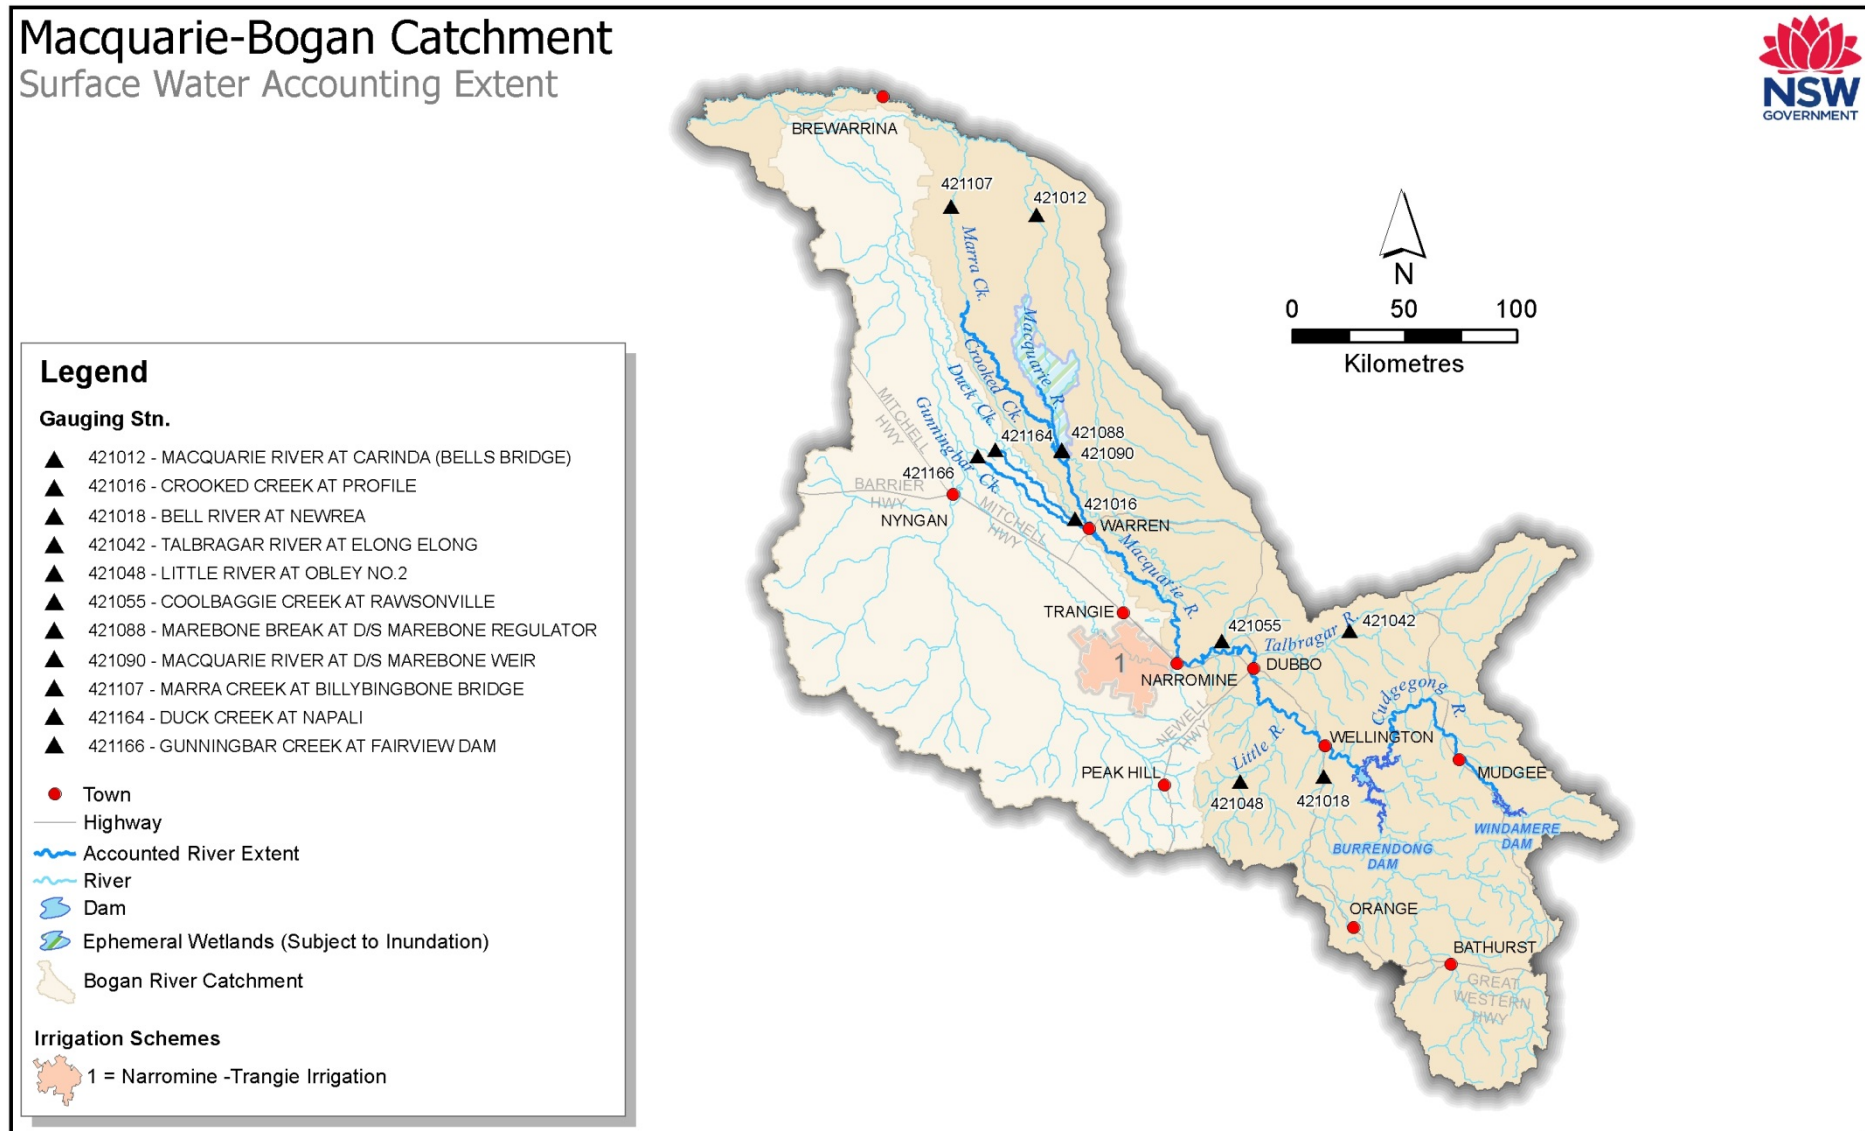 Macquarie-Bogan Catchment
Surface Water Accounting Extent
NSW
GOVERNMENT
BREWARRINA
421107
421012
Marra Ck.
N
0 50 100
Kilometres
Macquarie R.
Crooked Ck.
Duck Ck.
Gunningbar Ck.
MITCHELL
HWY
421164
421088
421090
421166
BARRIER
HWY
NYNGAN
MITCHELL
HWY
421016
WARREN
Macquarie R.
TRANGIE
1
NARROMINE
421055
Talbragar R.
421042
DUBBO
NEWELL
HWY
Cudgegong R.
WELLINGTON
Little R.
PEAK HILL
421048
421018
MUDGEE
WINDAMERE
DAM
BURRENDONG
DAM
ORANGE
BATHURST
GREAT
WESTERN
HWY
Legend
Gauging Stn.
421012 - MACQUARIE RIVER AT CARINDA (BELLS BRIDGE)
421016 - CROOKED CREEK AT PROFILE
421018 - BELL RIVER AT NEWREA
421042 - TALBRAGAR RIVER AT ELONG ELONG
421048 - LITTLE RIVER AT OBLEY NO.2
421055 - COOLBAGGIE CREEK AT RAWSONVILLE
421088 - MAREBONE BREAK AT D/S MAREBONE REGULATOR
421090 - MACQUARIE RIVER AT D/S MAREBONE WEIR
421107 - MARRA CREEK AT BILLYBINGBONE BRIDGE
421164 - DUCK CREEK AT NAPALI
421166 - GUNNINGBAR CREEK AT FAIRVIEW DAM
Town
Highway
Accounted River Extent
River
Dam
Ephemeral Wetlands (Subject to Inundation)
Bogan River Catchment
Irrigation Schemes
1 = Narromine -Trangie Irrigation